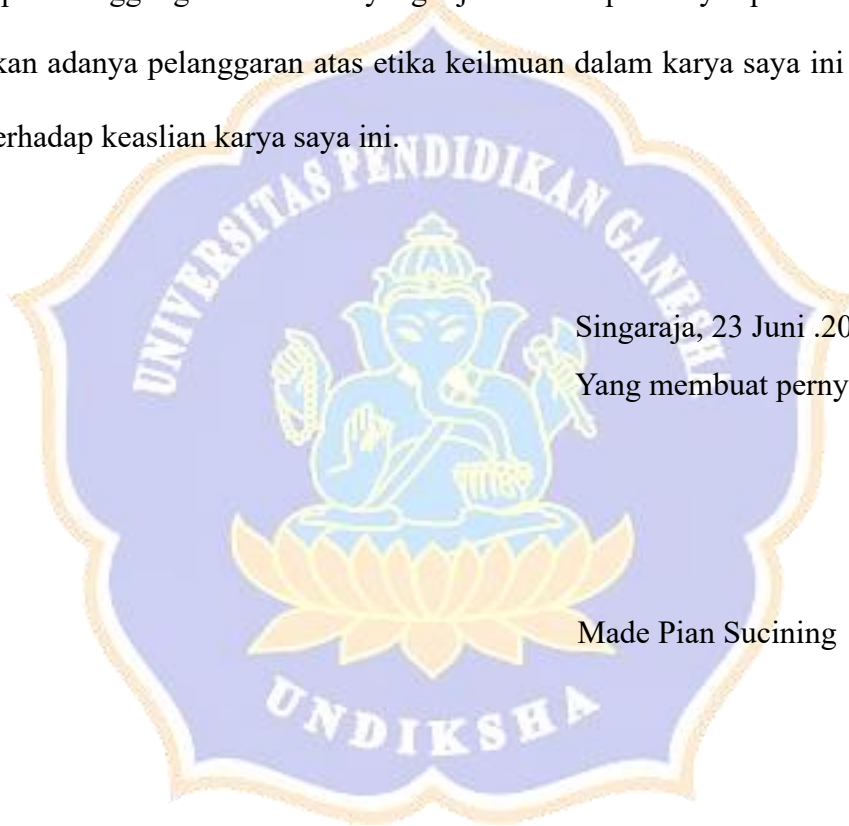 kan adanya pelanggaran atas etika keilmuan dalam karya saya ini
erhadap keaslian karya saya ini.
UNIVERSITAS PENDIDIKAN GANESHA
Singaraja, 23 Juni .20
Yang membuat perny
Made Pian Sucining
UNDIKSHA